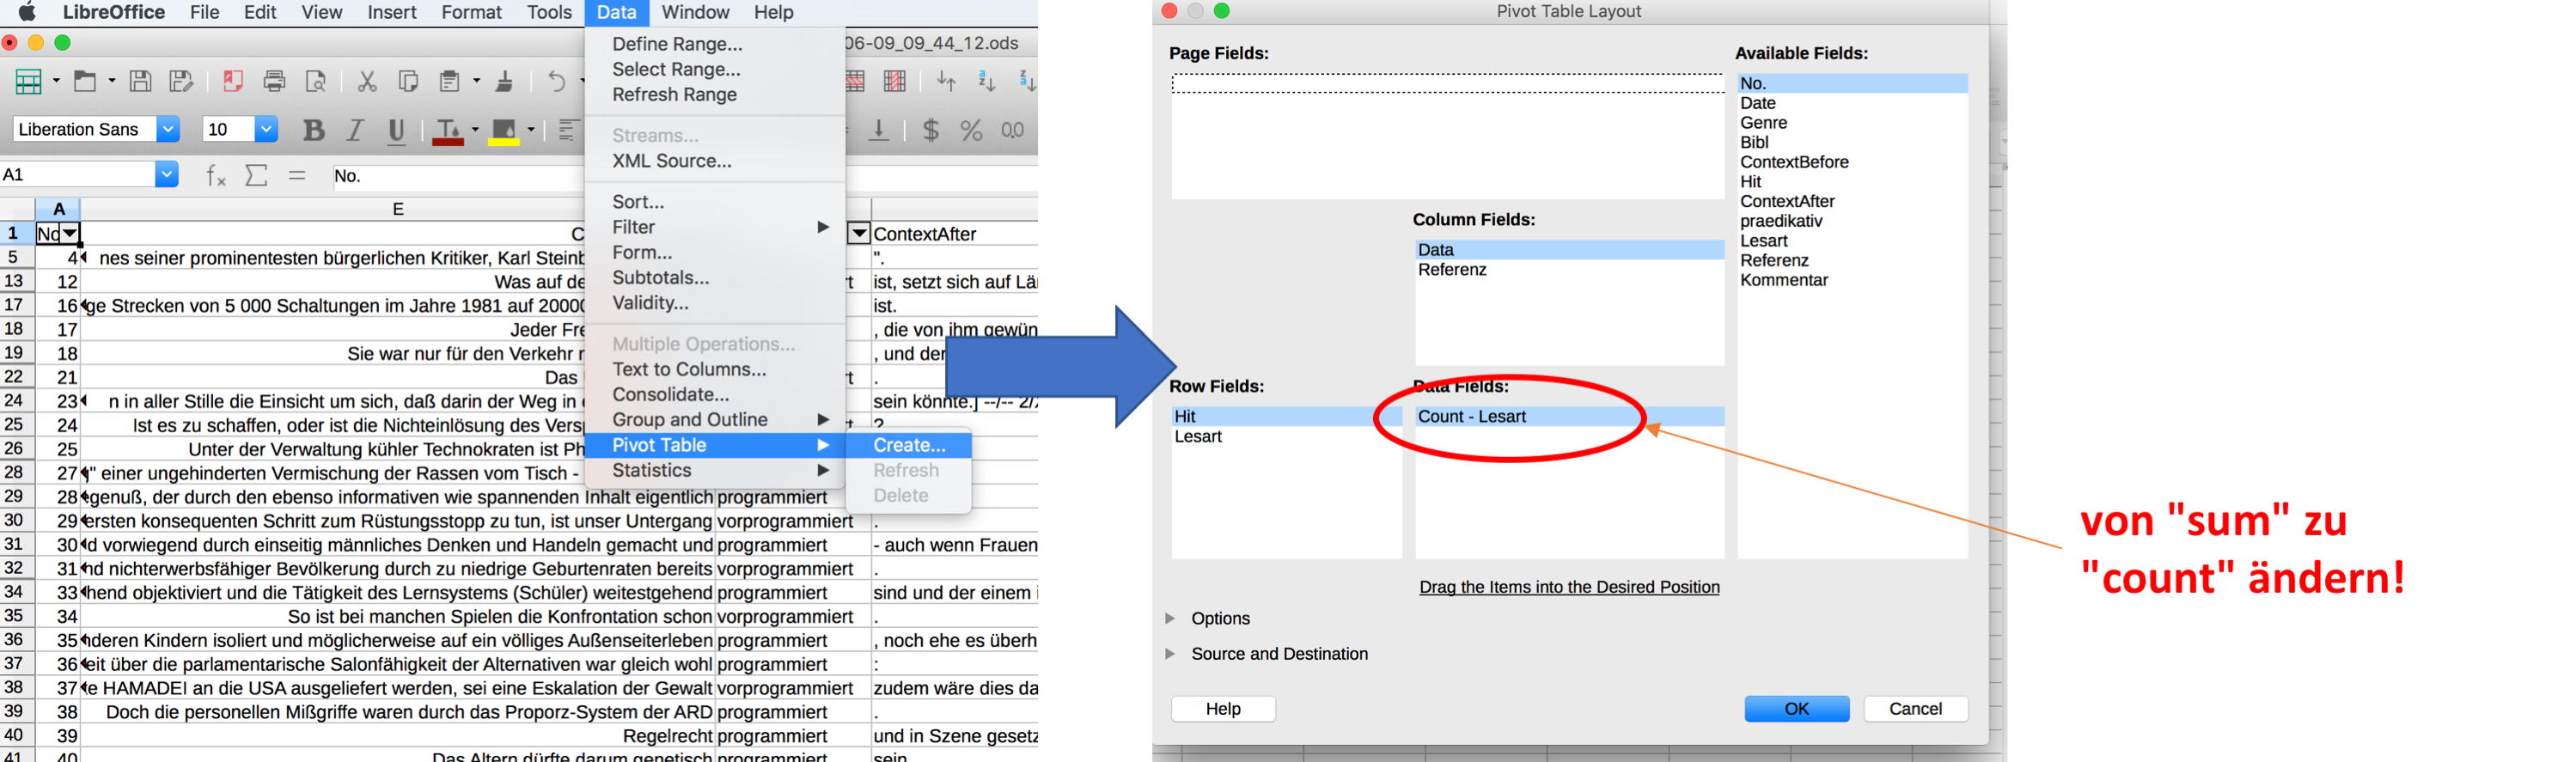 LibreOffice File Edit View Insert Format Tools Data Window Help
06-09_09_44_12.ods
Liberation Sans 10 B I U $ % 0,0
A1 fx Σ = No.
A E
1 No ContextAfter
5 4 nes seiner prominentesten bürgerlichen Kritiker, Karl Steinb ".
13 12 Was auf de rt ist, setzt sich auf Lä
17 16 ge Strecken von 5 000 Schaltungen im Jahre 1981 auf 2000 ist.
18 17 Jeder Fre , die von ihm gewün
19 18 Sie war nur für den Verkehr , und der
22 21 Das rt .
24 23 n in aller Stille die Einsicht um sich, daß darin der Weg in sein könnte.] --/-- 2/
25 24 Ist es zu schaffen, oder ist die Nichteinlösung des Versp rt ?
26 25 Unter der Verwaltung kühler Technokraten ist Ph
28 27 " einer ungehinderten Vermischung der Rassen vom Tisch -
29 28 genuß, der durch den ebenso informativen wie spannenden Inhalt eigentlich programmiert
30 29 ersten konsequenten Schritt zum Rüstungsstopp zu tun, ist unser Untergang vorprogrammiert .
31 30 d vorwiegend durch einseitig männliches Denken und Handeln gemacht und programmiert - auch wenn Frauen
32 31 nd nichterwerbsfähiger Bevölkerung durch zu niedrige Geburtenraten bereits vorprogrammiert .
34 33 hend objektiviert und die Tätigkeit des Lernsystems (Schüler) weitestgehend programmiert sind und der einem
35 34 So ist bei manchen Spielen die Konfrontation schon vorprogrammiert .
36 35 nderen Kindern isoliert und möglicherweise auf ein völliges Außenseiterleben programmiert , noch ehe es überh
37 36 eit über die parlamentarische Salonfähigkeit der Alternativen war gleich wohl programmiert :
38 37 te HAMADEI an die USA ausgeliefert werden, sei eine Eskalation der Gewalt vorprogrammiert zudem wäre dies da
39 38 Doch die personellen Mißgriffe waren durch das Proporz-System der ARD programmiert .
40 39 Regelrecht programmiert und in Szene gesetz
41 40 Das Altern dürfte darum genetisch programmiert sein
Define Range...
Select Range...
Refresh Range
Streams...
XML Source...
Sort...
Filter
Form...
Subtotals...
Validity...
Multiple Operations...
Text to Columns...
Consolidate...
Group and Outline
Pivot Table
Statistics
Create...
Refresh
Delete
Pivot Table Layout
Page Fields:
Column Fields:
Data
Referenz
Row Fields:
Hit
Lesart
Data Fields:
Count - Lesart
Available Fields:
No.
Date
Genre
Bibl
ContextBefore
Hit
ContextAfter
praedikativ
Lesart
Referenz
Kommentar
Drag the Items into the Desired Position
Options
Source and Destination
Help OK Cancel
von "sum" zu
"count" ändern!